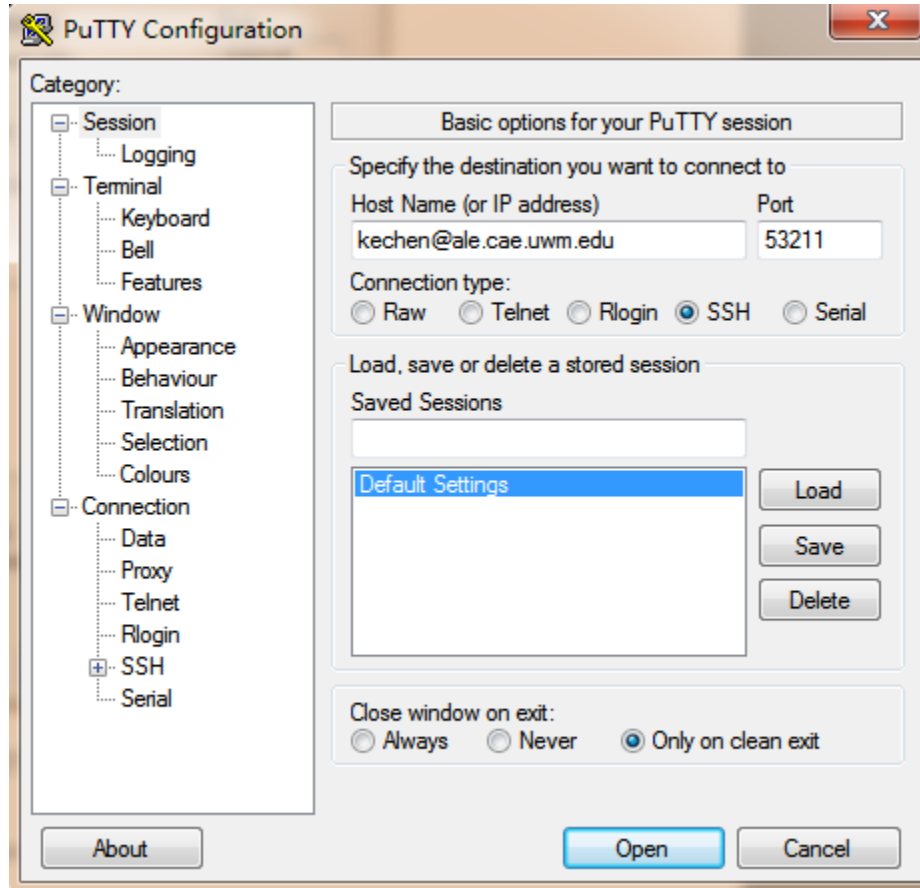 PuTTY Configuration
Category:
Session
Logging
Terminal
Keyboard
Bell
Features
Window
Appearance
Behaviour
Translation
Selection
Colours
Connection
Data
Proxy
Telnet
Rlogin
SSH
Serial
Basic options for your PuTTY session
Specify the destination you want to connect to
Host Name (or IP address) Port
kechen@ale.cae.uwm.edu 53211
Connection type:
Raw Telnet Rlogin SSH Serial
Load, save or delete a stored session
Saved Sessions
Default Settings
Load
Save
Delete
Close window on exit:
Always Never Only on clean exit
About Open Cancel